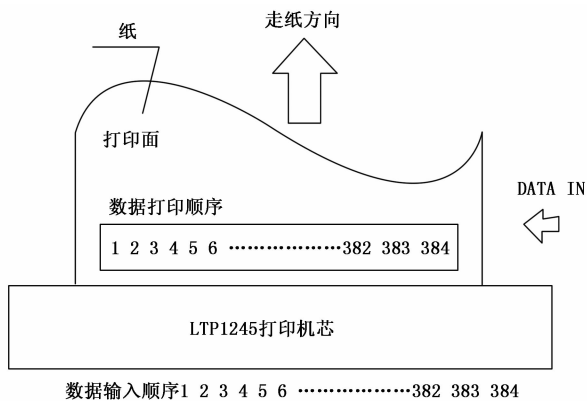 走纸方向
纸
打印面
DATA IN
数据打印顺序
1 2 3 4 5 6 ………………382 383 384
LTP1245打印机芯
数据输入顺序1 2 3 4 5 6 ………………382 383 384